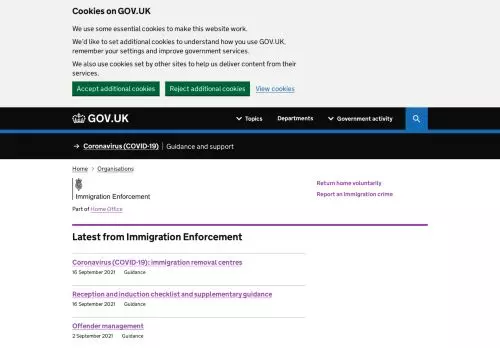 Cookies on GOV.UK
We use some essential cookies to make this website work.
We'd like to set additional cookies to understand how you use GOV.UK,
remember your settings and improve government services.
We also use cookies set by other sites to help us deliver content from their
services.
Accept additional cookies Reject additional cookies View cookies
GOV.UK Topics Departments Government activity
→ Coronavirus (COVID-19) | Guidance and support
Home > Organisations
Immigration Enforcement
Part of Home Office
Return home voluntarily
Report an immigration crime
Latest from Immigration Enforcement
Coronavirus (COVID-19): immigration removal centres
16 September 2021 Guidance
Reception and induction checklist and supplementary guidance
16 September 2021 Guidance
Offender management
2 September 2021 Guidance